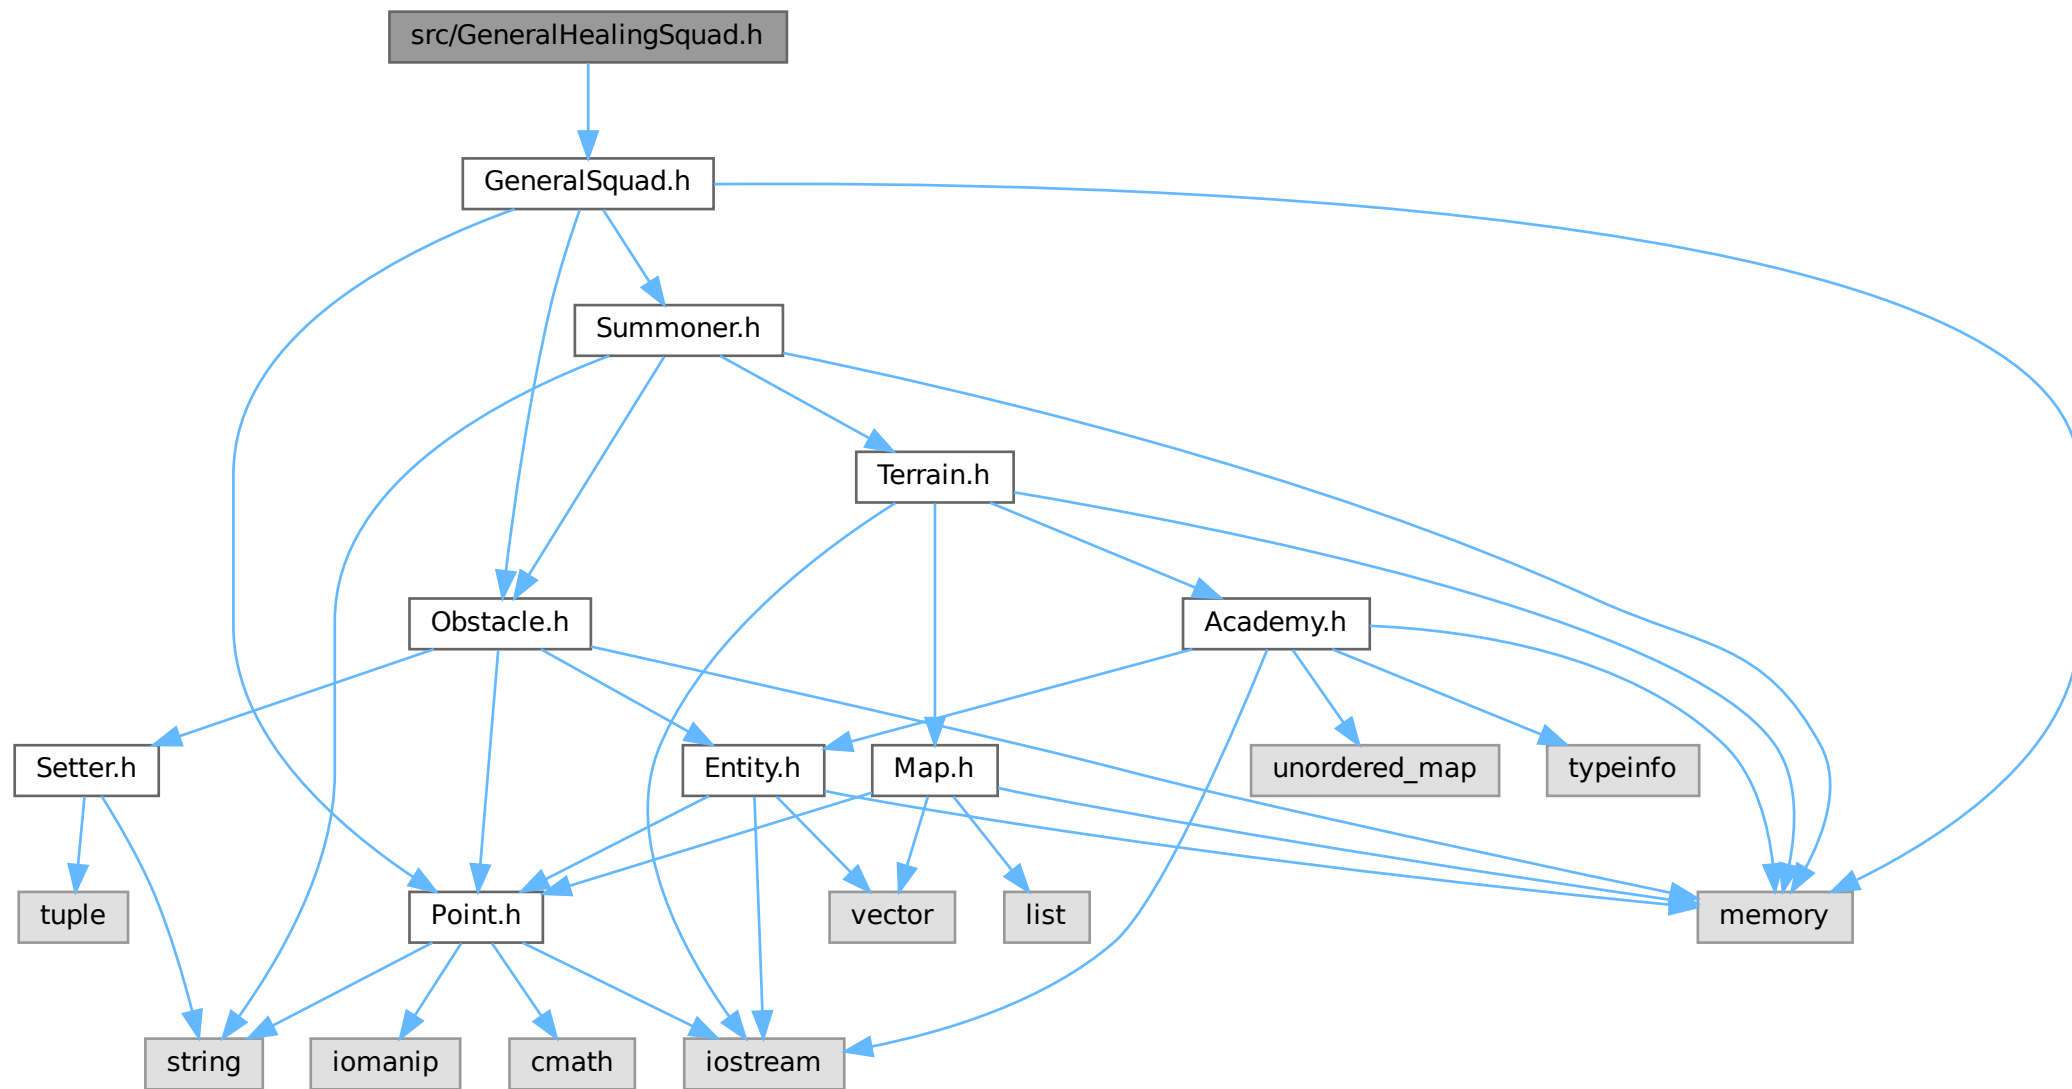 src/GeneralHealingSquad.h
GeneralSquad.h
Summoner.h
Terrain.h
Obstacle.h
Academy.h
Setter.h
Entity.h
Map.h
unordered_map
typeinfo
tuple
Point.h
vector
list
memory
string
iomanip
cmath
iostream